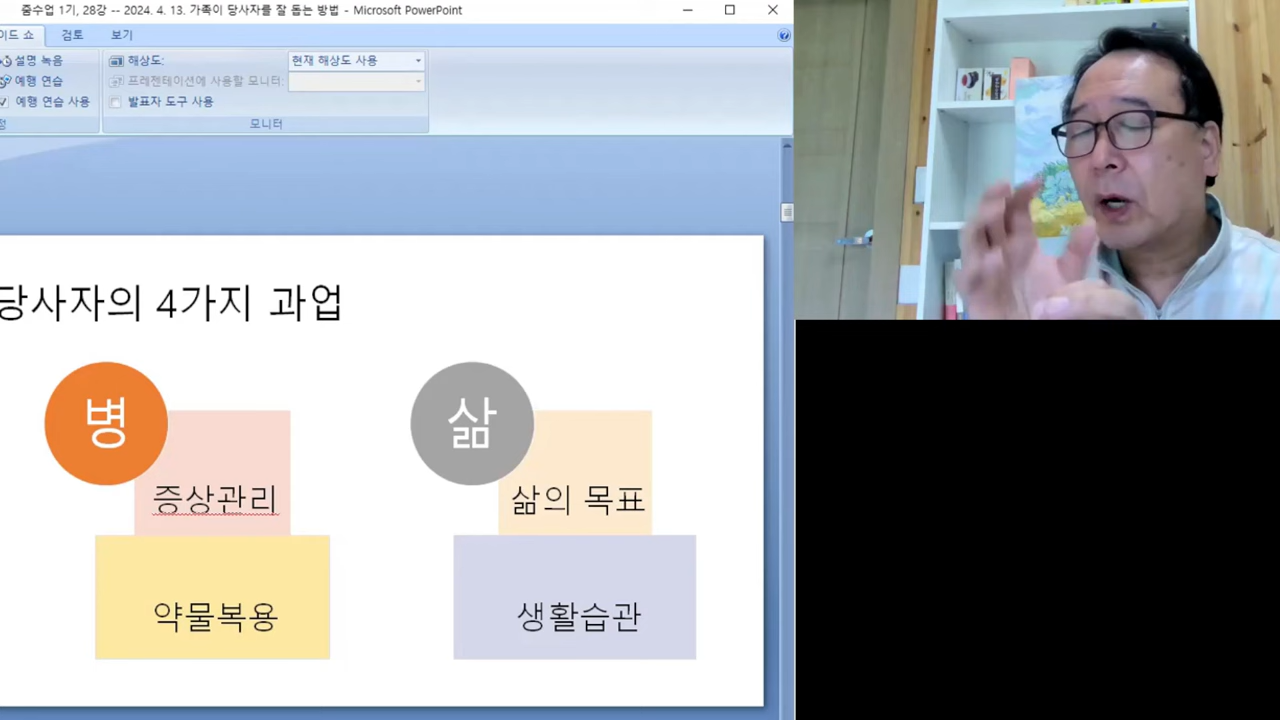 줌수업 1기, 28강 -- 2024. 4. 13. 가족이 당사자를 잘 돕는 방법 - Microsoft PowerPoint
이드 쇼 검토 보기
설명 녹음
예행 연습
예행 연습 사용
정
해상도: 현재 해상도 사용
프레젠테이션에 사용할 모니터:
발표자 도구 사용
모니터
당사자의 4가지 과업
병
증상관리
약물복용
삶
삶의 목표
생활습관